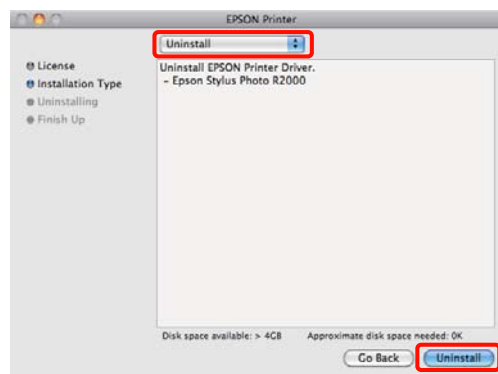 EPSON Printer
Uninstall
License
Installation Type
Uninstalling
Finish Up
Uninstall EPSON Printer Driver.
- Epson Stylus Photo R2000
Disk space available: > 4GB Approximate disk space needed: 0K
Go Back Uninstall